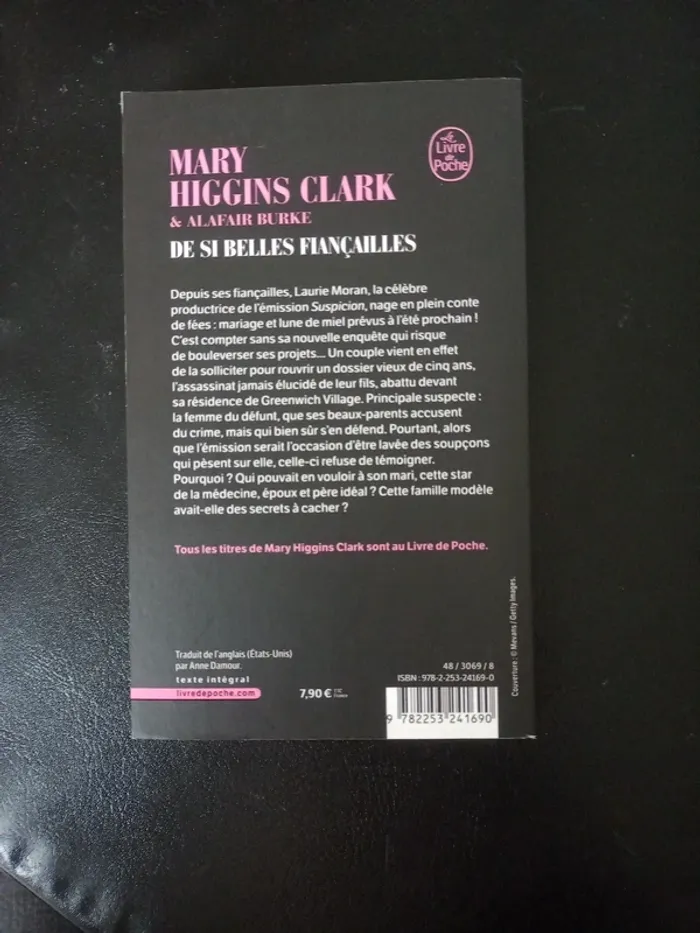 MARY
HIGGINS CLARK
& ALAFAIR BURKE
DE SI BELLES FIANÇAILLES
Le
Livre
de
Poche
Depuis ses fiançailles, Laurie Moran, la célèbre
productrice de l'émission Suspicion, nage en plein conte
de fées : mariage et lune de miel prévus à l'été prochain !
C'est compter sans sa nouvelle enquête qui risque
de bouleverser ses projets... Un couple vient en effet
de la solliciter pour rouvrir un dossier vieux de cinq ans,
l'assassinat jamais élucidé de leur fils, abattu devant
sa résidence de Greenwich Village. Principale suspecte :
la femme du défunt, que ses beaux-parents accusent
du crime, mais qui bien sûr s'en défend. Pourtant, alors
que l'émission serait l'occasion d'être lavée des soupçons
qui pèsent sur elle, celle-ci refuse de témoigner.
Pourquoi ? Qui pouvait en vouloir à son mari, cette star
de la médecine, époux et père idéal ? Cette famille modèle
avait-elle des secrets à cacher ?
Tous les titres de Mary Higgins Clark sont au Livre de Poche.
Traduit de l'anglais (États-Unis)
par Anne Damour.
texte intégral
livredepoche.com
7,90 € TTC
France
48 / 3069 / 8
ISBN : 978-2-253-24169-0
9 782253 241690
Couverture : © Mevans / Getty Images.